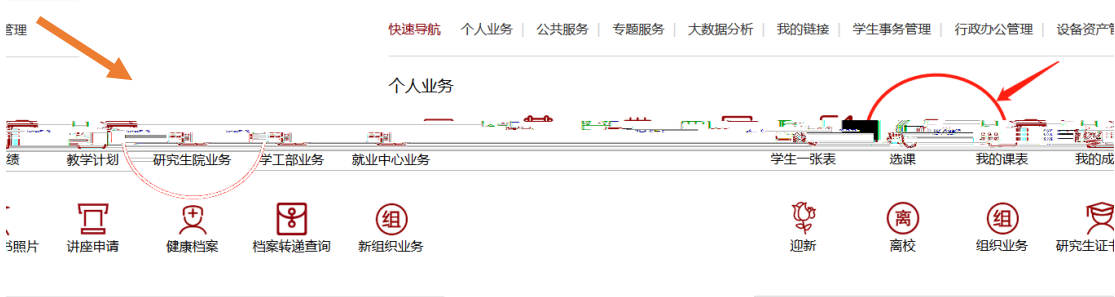 管理 快速导航 个人业务 公共服务 专题服务 大数据分析 我的链接 学生事务管理 行政办公管理 设备资产管
个人业务
绩 教学计划 研究生院业务 学工部业务 就业中心业务 学生一张表 选课 我的课表 我的成
组 离 组
书照片 讲座申请 健康档案 档案转递查询 新组织业务 迎新 离校 组织业务 研究生证卡